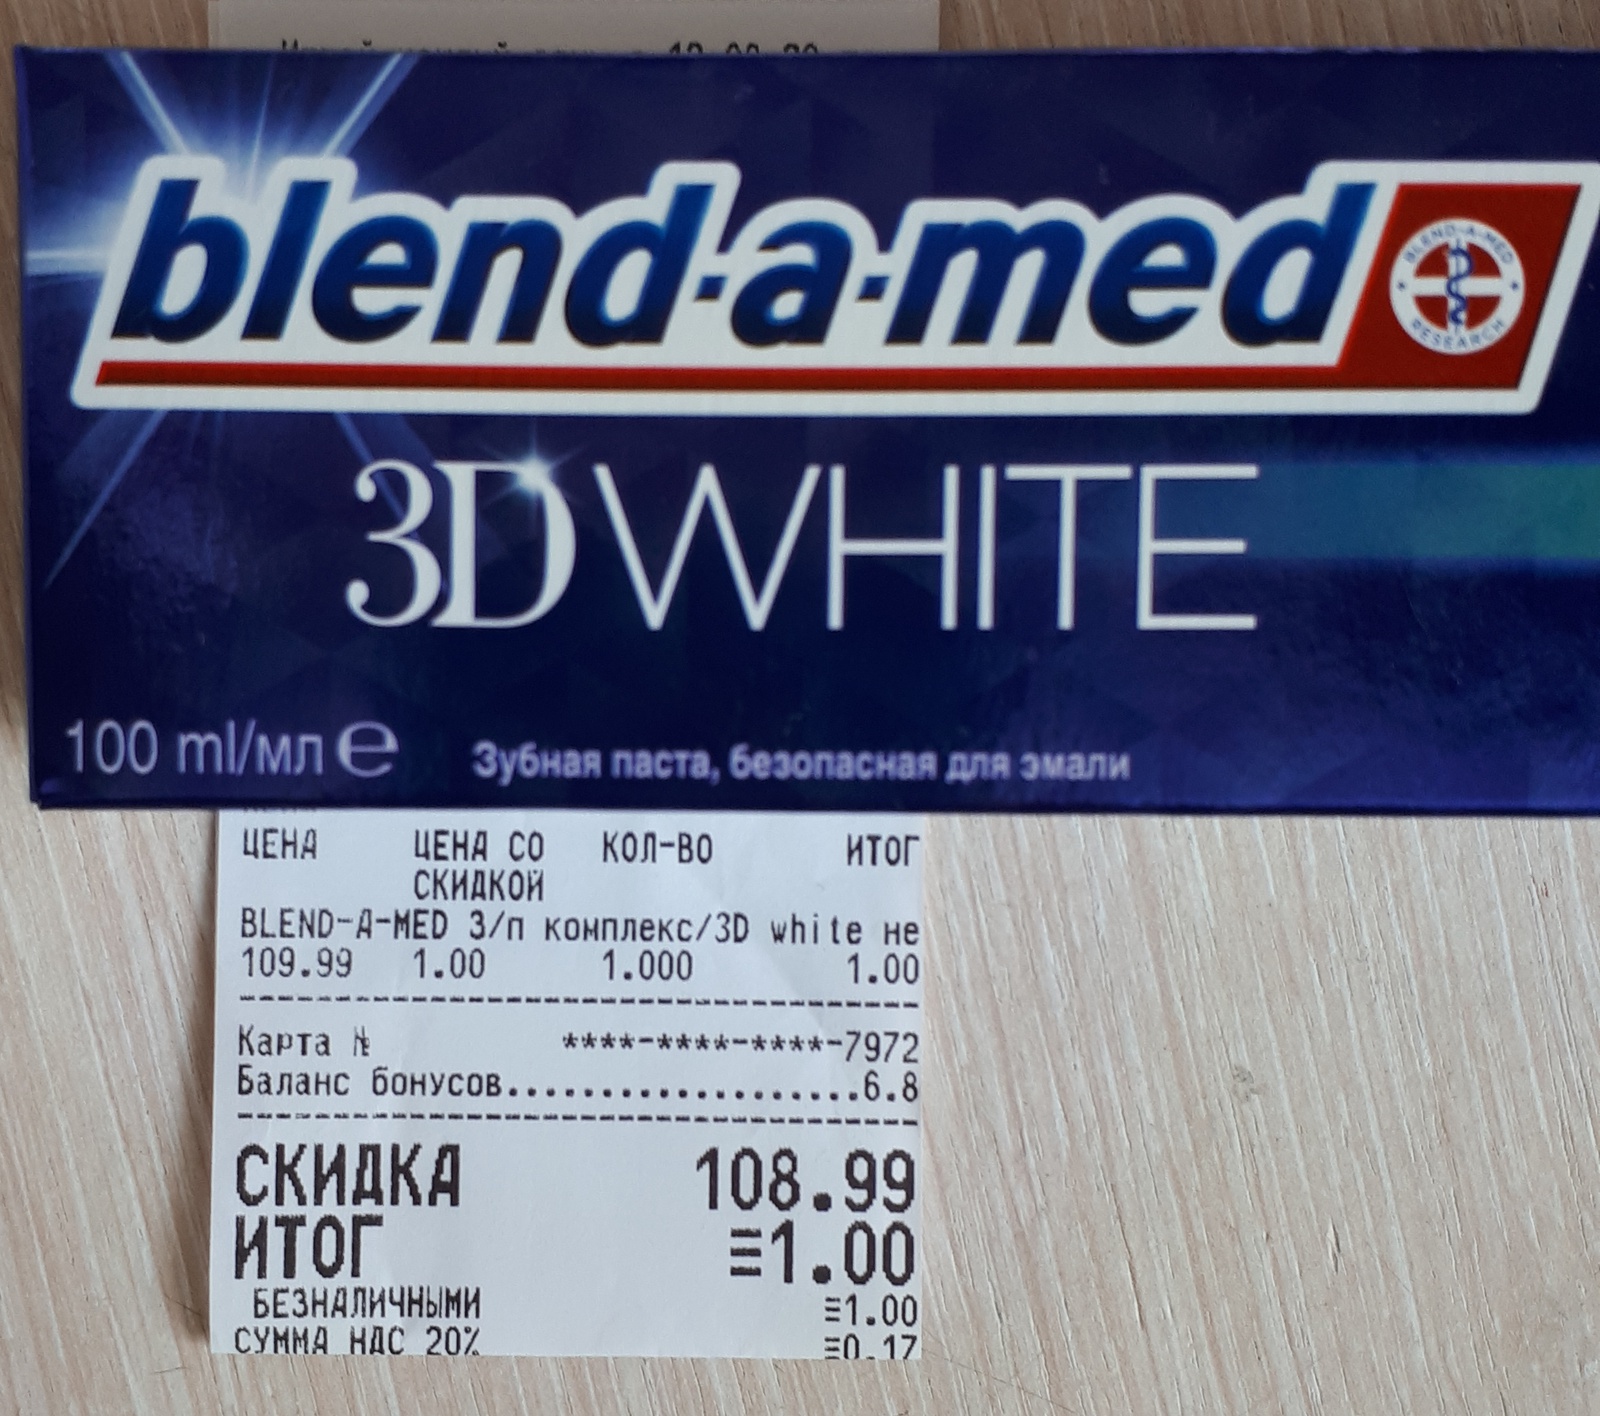 blend-a-med
BLEND-A-MED RESEARCH
3D WHITE
100 ml/мл e
Зубная паста, безопасная для эмали
ЦЕНА ЦЕНА СО КОЛ-ВО ИТОГ
СКИДКОЙ
BLEND-A-MED З/п комплекс/3D white не
109.99 1.00 1.000 1.00
Карта № ****-****-****-7972
Баланс бонусов....................6.8
СКИДКА 108.99
ИТОГ ≡1.00
БЕЗНАЛИЧНЫМИ ≡1.00
СУММА НДС 20% ≡0.17